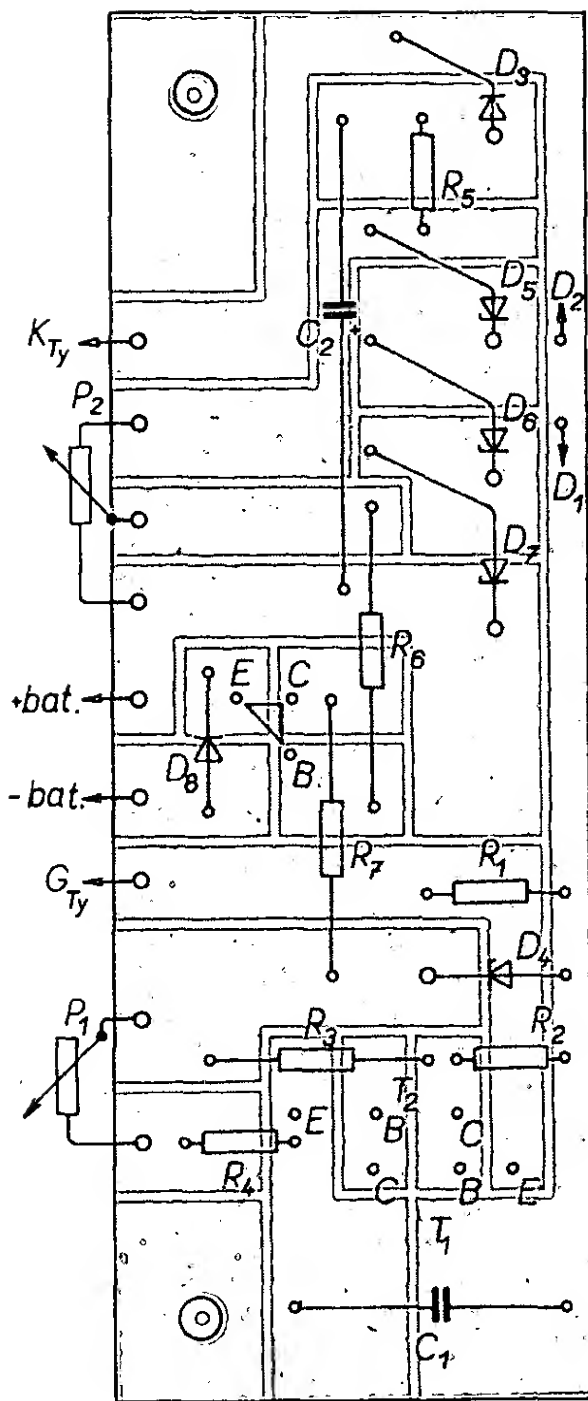 D3
R5
D5
D2
KTy
C2
+
P2
D6
D1
D7
R6
E C
+bat.
D8
B
-bat.
R7
R1
GTy
D4
P1
R3
R2
T2
E B C
R4
C B E
T1
C1